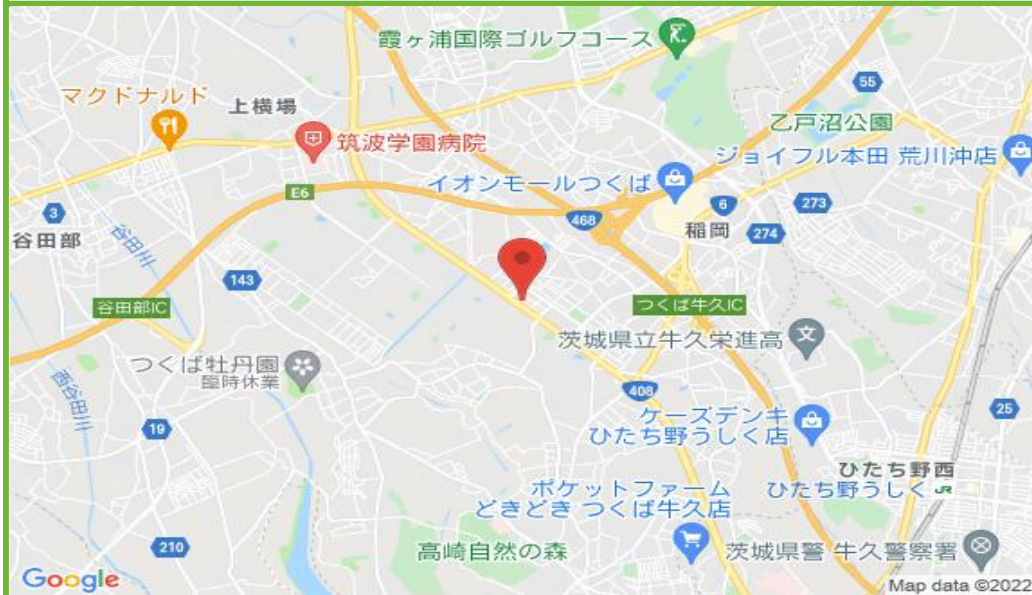 霞ヶ浦国際ゴルフコース
マクドナルド
上横場
55
乙戸沼公園
筑波学園病院
ジョイフル本田 荒川沖店
イオンモールつくば
E6
3
468
6
273
谷田部
谷田川
稲岡
274
143
谷田部IC
つくば牛久IC
茨城県立牛久栄進高
つくば牡丹園
臨時休業
西谷田川
408
19
ケーズデンキ
ひたち野うしく店
25
ひたち野西
ポケットファーム
どきどき つくば牛久店
ひたち野うしく JR
210
高崎自然の森
茨城県警 牛久警察署
Google
Map data ©2022